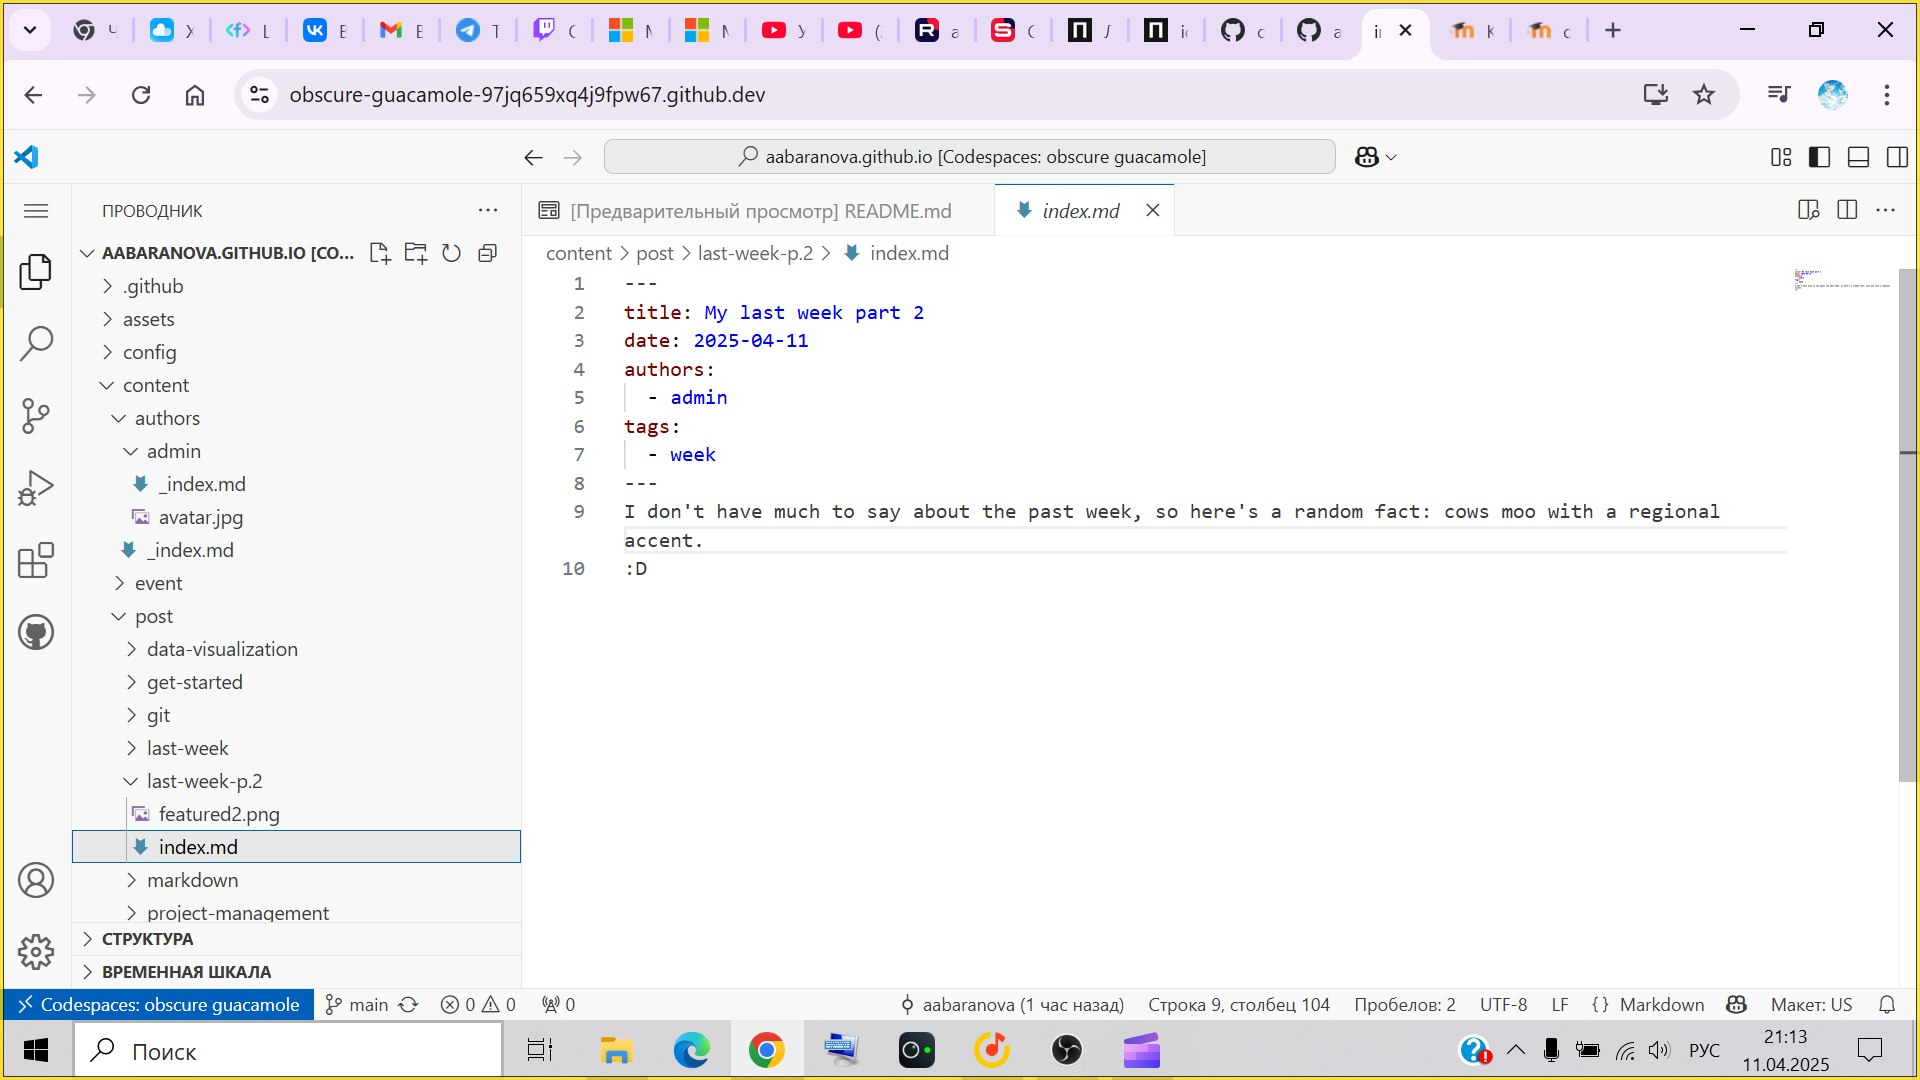 Ч
Х
L
В
В
Т
С
М
М
У
(
а
С
Л
ic
c
a
ir
К
с
obscure-guacamole-97jq659xq4j9fpw67.github.dev
aabaranova.github.io [Codespaces: obscure guacamole]
ПРОВОДНИК
[Предварительный просмотр] README.md
index.md
AABARANOVA.GITHUB.IO [CO...
content > post > last-week-p.2 > index.md
.github
assets
config
content
authors
admin
_index.md
avatar.jpg
_index.md
event
post
data-visualization
get-started
git
last-week
last-week-p.2
featured2.png
index.md
markdown
project-management
СТРУКТУРА
ВРЕМЕННАЯ ШКАЛА
1 ---
2 title: My last week part 2
3 date: 2025-04-11
4 authors:
5 - admin
6 tags:
7 - week
8 ---
9 I don't have much to say about the past week, so here's a random fact: cows moo with a regional
accent.
10 :D
Codespaces: obscure guacamole main 0 0 0 aabaranova (1 час назад) Строка 9, столбец 104 Пробелов: 2 UTF-8 LF {} Markdown Макет: US
Поиск
РУС
21:13
11.04.2025